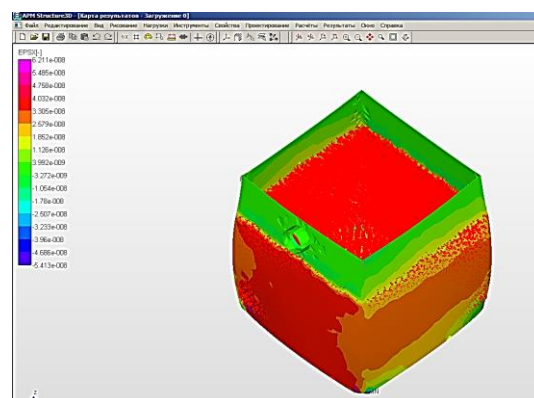 APM Structure3D - [Карта результатов - Загружение 0]
Файл Редактирование Вид Рисование Нагрузки Инструменты Свойства Проектирование Расчёты Результаты Окно Справка
EPSX[-]
6.211e-008
5.485e-008
4.758e-008
4.032e-008
3.305e-008
2.579e-008
1.852e-008
1.126e-008
3.992e-009
-3.272e-009
-1.054e-008
-1.78e-008
-2.507e-008
-3.233e-008
-3.96e-008
-4.686e-008
-5.413e-008
z